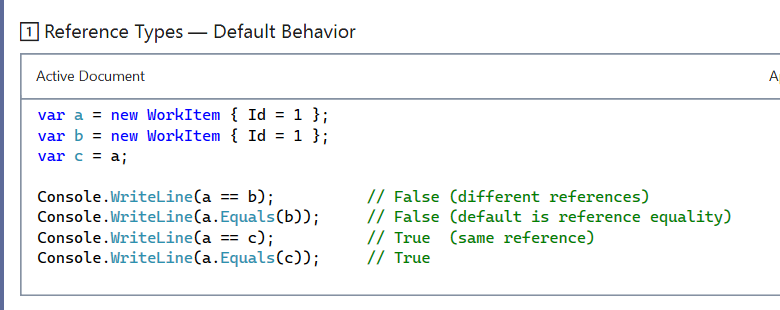 1 Reference Types — Default Behavior
Active Document
var a = new WorkItem { Id = 1 };
var b = new WorkItem { Id = 1 };
var c = a;
Console.WriteLine(a == b);          // False (different references)
Console.WriteLine(a.Equals(b));     // False (default is reference equality)
Console.WriteLine(a == c);          // True  (same reference)
Console.WriteLine(a.Equals(c));     // True